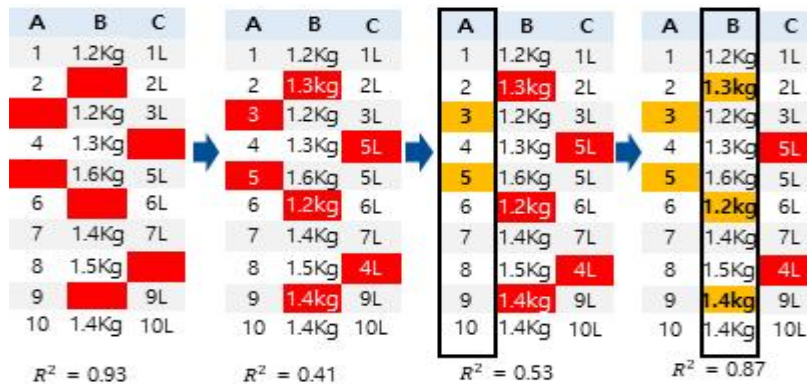 A B C A B C A B C A B C
1 1.2Kg 1L 1 1.2Kg 1L 1 1.2Kg 1L 1 1.2Kg 1L
2 2L 2 1.3kg 2L 2 1.3kg 2L 2 1.3kg 2L
1.2Kg 3L 3 1.2Kg 3L 3 1.2Kg 3L 3 1.2Kg 3L
4 1.3Kg 4 1.3Kg 5L 4 1.3Kg 5L 4 1.3Kg 5L
1.6Kg 5L 5 1.6Kg 5L 5 1.6Kg 5L 5 1.6Kg 5L
6 6L 6 1.2kg 6L 6 1.2kg 6L 6 1.2kg 6L
7 1.4Kg 7L 7 1.4Kg 7L 7 1.4Kg 7L 7 1.4Kg 7L
8 1.5Kg 8 1.5Kg 4L 8 1.5Kg 4L 8 1.5Kg 4L
9 9L 9 1.4kg 9L 9 1.4kg 9L 9 1.4kg 9L
10 1.4Kg 10L 10 1.4Kg 10L 10 1.4Kg 10L 10 1.4Kg 10L
R² = 0.93 R² = 0.41 R² = 0.53 R² = 0.87